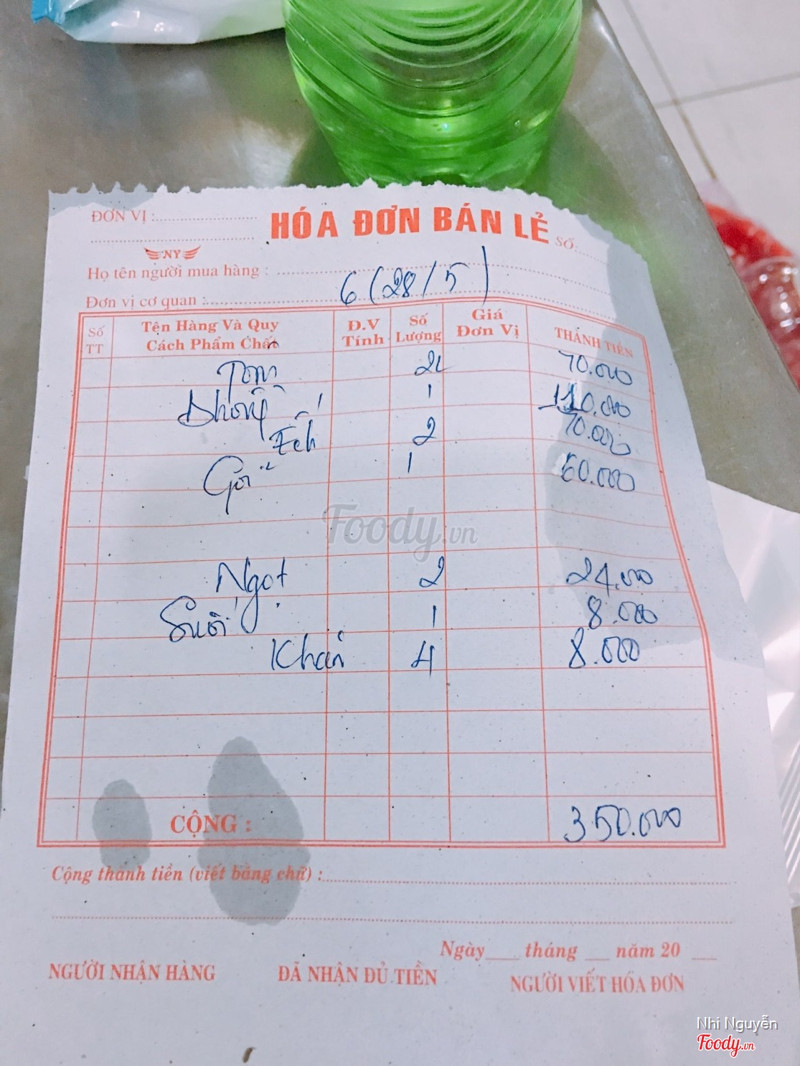 ĐƠN VỊ :
HÓA ĐƠN BÁN LẺ
SỐ:
NY
Họ tên người mua hàng :
6 (28/5)
Đơn vị cơ quan :
Số TT Tên Hàng Và Quy Cách Phẩm Chất Đ.V Tính Số Lượng Giá Đơn Vị THÀNH TIỀN
Tôm 2 70.000
1 110.000
Ếch 2 70.000
Gỏi 1 60.000
Foody.vn
Ngọt 2 24.000
Suối 1 8.000
Khăn 4 8.000
CỘNG : 350.000
Cộng thành tiền (viết bằng chữ) :
Ngày tháng năm 20
NGƯỜI NHẬN HÀNG ĐÃ NHẬN ĐỦ TIỀN NGƯỜI VIẾT HÓA ĐƠN
Nhi Nguyễn
Foody.vn